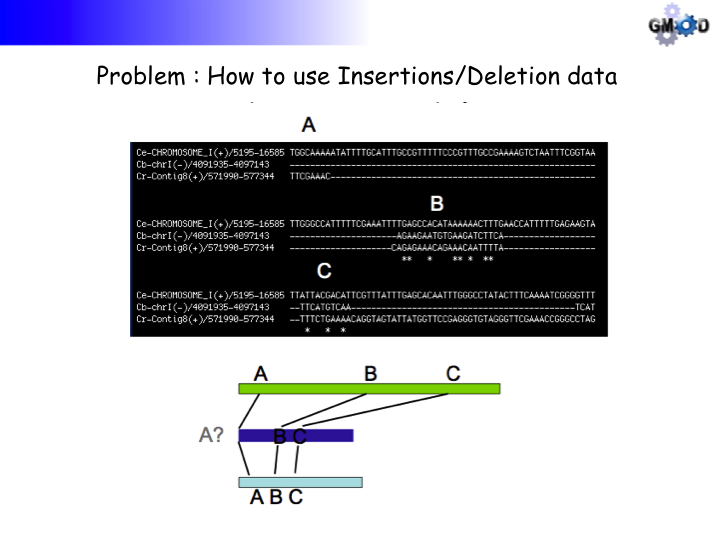 GMOD
Problem : How to use Insertions/Deletion data
A
Ce-CHROMOSOME_I(+)/5195-16585 TGGCAAAAATATTTTGCATTTGCCGTTTTTCCCGTTTGCCGAAAAGTCTAATTTCGGTAA
Cb-chrI(-)/4091935-4097143 ------------------------------------------------------------
Cr-Contig8(+)/571990-577344 TTCGAAAC----------------------------------------------------
B
Ce-CHROMOSOME_I(+)/5195-16585 TTGGGCCATTTTTCGAAATTTTGAGCCACATAAAAAACTTTGAACCATTTTTGAGAAGTA
Cb-chrI(-)/4091935-4097143 ---------------------AGAAGAATGTGAAGATCTTCA------------------
Cr-Contig8(+)/571990-577344 --------------------CAGAGAAACAGAAACAATTTTA------------------
** * ** * **
C
Ce-CHROMOSOME_I(+)/5195-16585 TTATTACGACATTCGTTTATTTGAGCACAATTTGGGCCTATACTTTCAAAATCGGGGTTT
Cb-chrI(-)/4091935-4097143 --TTCATGTCAA--------------------------------------------TCAT
Cr-Contig8(+)/571990-577344 --TTTCTGAAAACAGGTAGTATTATGGTTCCGAGGGTGTAGGGTTCGAAACCGGGCCTAG
* * *
A B C
A? B C
A B C